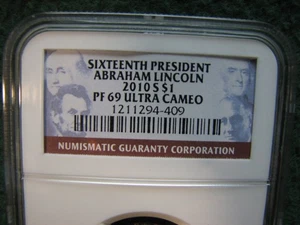 SIXTEENTH PRESIDENT
ABRAHAM LINCOLN
2010 S $1
PF 69 ULTRA CAMEO
1211294-409
NUMISMATIC GUARANTY CORPORATION